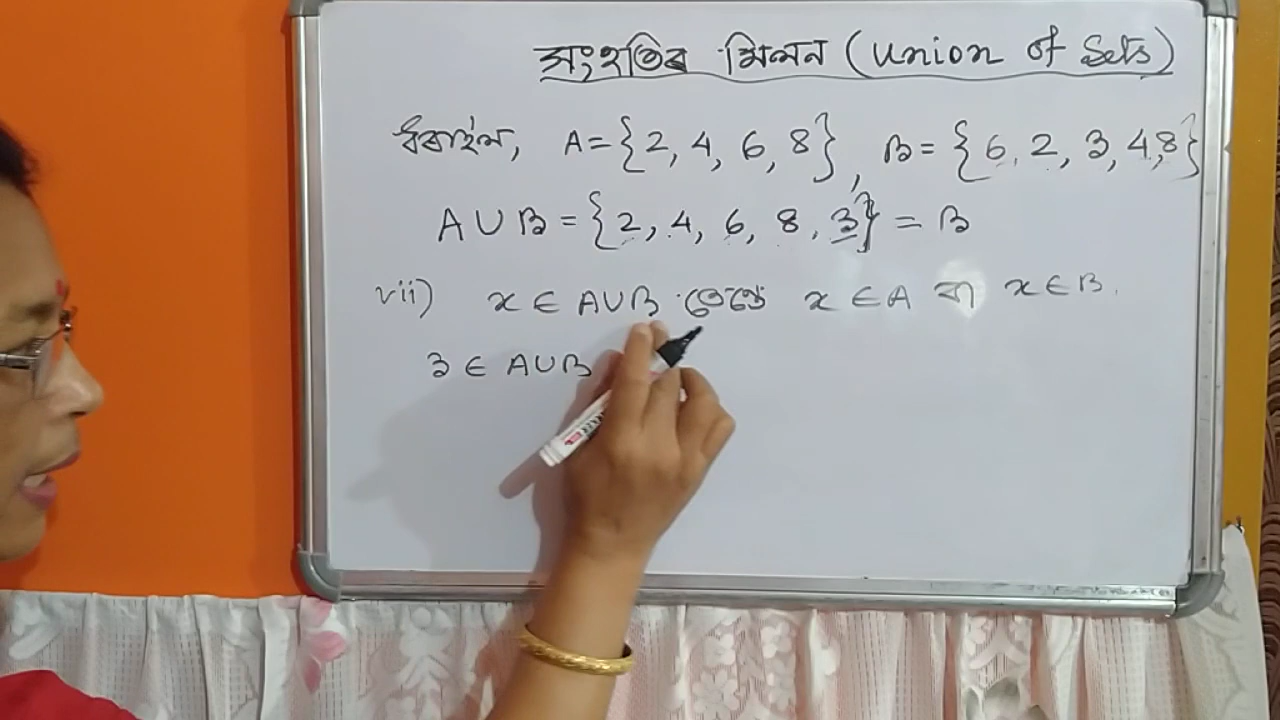 সংহতিৰ মিলন (Union of Sets)
ধৰাহ'ল, A = {2, 4, 6, 8}, B = {6, 2, 3, 4, 8}
A ∪ B = {2, 4, 6, 8, 3} = B
vii) x ∈ A∪B তেন্তে x ∈ A বা x ∈ B.
3 ∈ A∪B